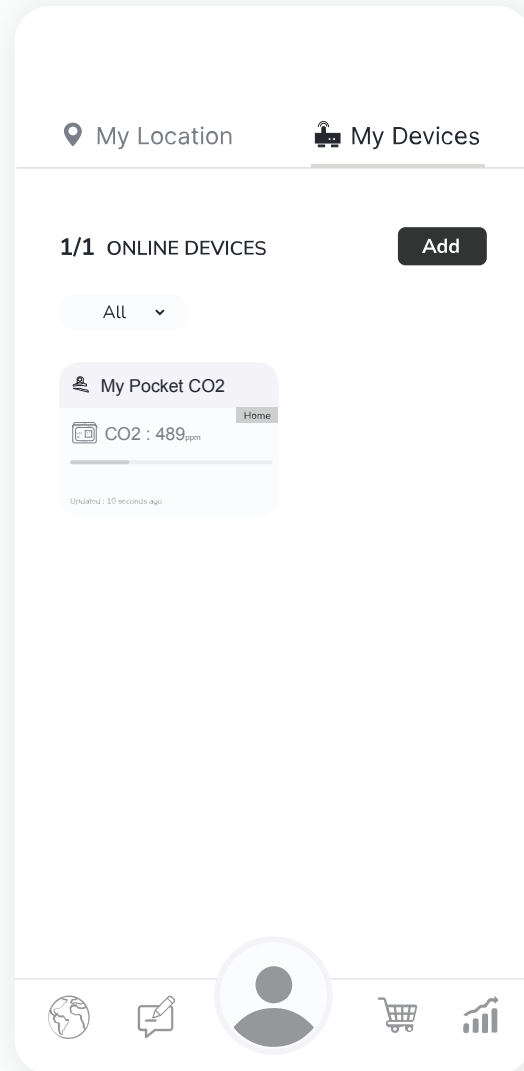 My Location
My Devices
1/1 ONLINE DEVICES
Add
All
My Pocket CO2
Home
CO2 : 489ppm
Updated : 10 seconds ago